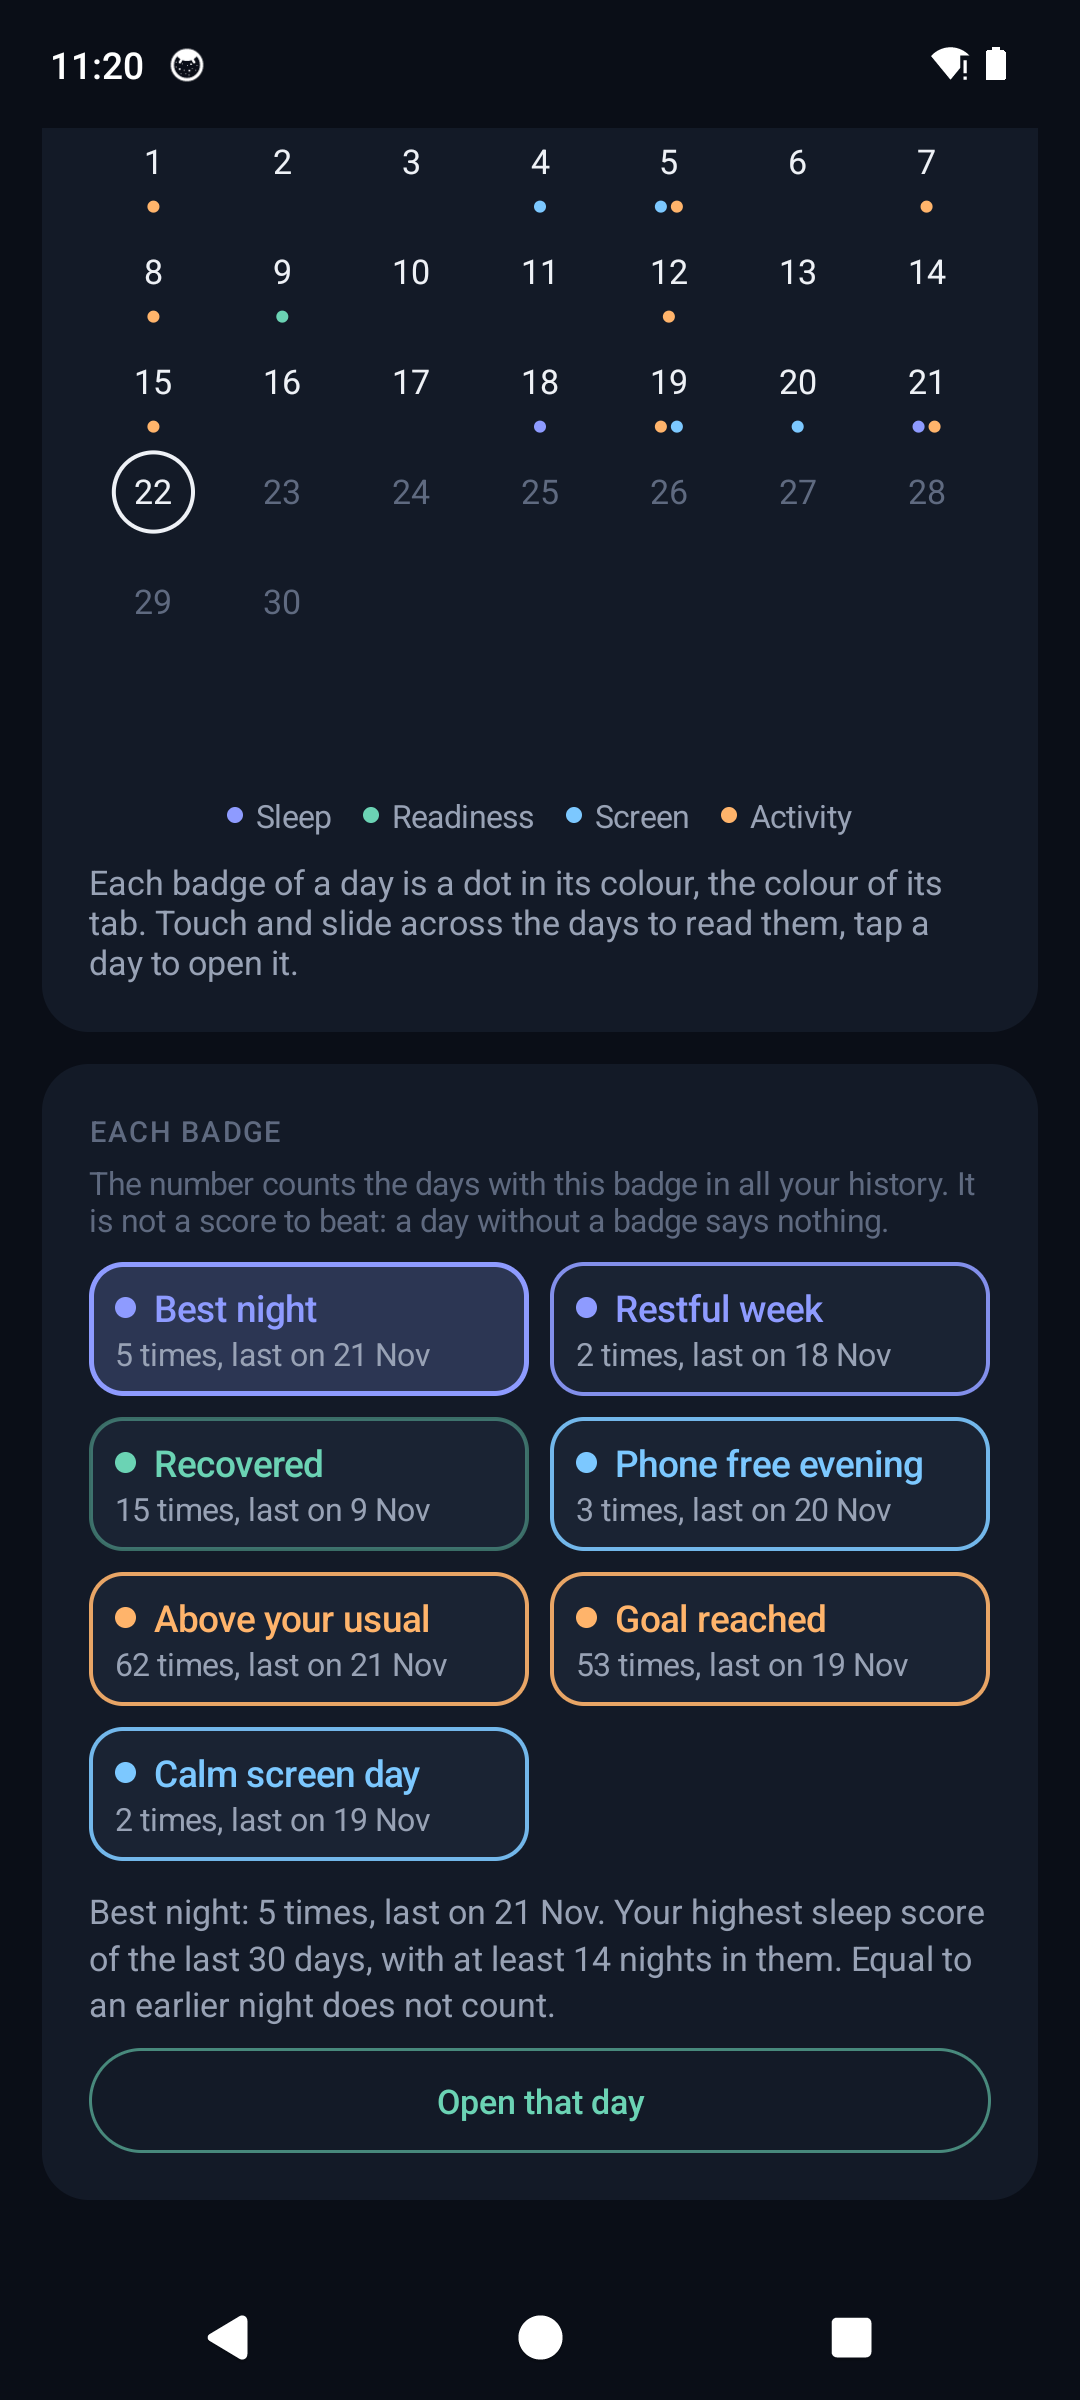 11:20
1 2 3 4 5 6 7
8 9 10 11 12 13 14
15 16 17 18 19 20 21
22 23 24 25 26 27 28
29 30
Sleep Readiness Screen Activity
Each badge of a day is a dot in its colour, the colour of its
tab. Touch and slide across the days to read them, tap a
day to open it.
EACH BADGE
The number counts the days with this badge in all your history. It
is not a score to beat: a day without a badge says nothing.
Best night
5 times, last on 21 Nov
Restful week
2 times, last on 18 Nov
Recovered
15 times, last on 9 Nov
Phone free evening
3 times, last on 20 Nov
Above your usual
62 times, last on 21 Nov
Goal reached
53 times, last on 19 Nov
Calm screen day
2 times, last on 19 Nov
Best night: 5 times, last on 21 Nov. Your highest sleep score
of the last 30 days, with at least 14 nights in them. Equal to
an earlier night does not count.
Open that day